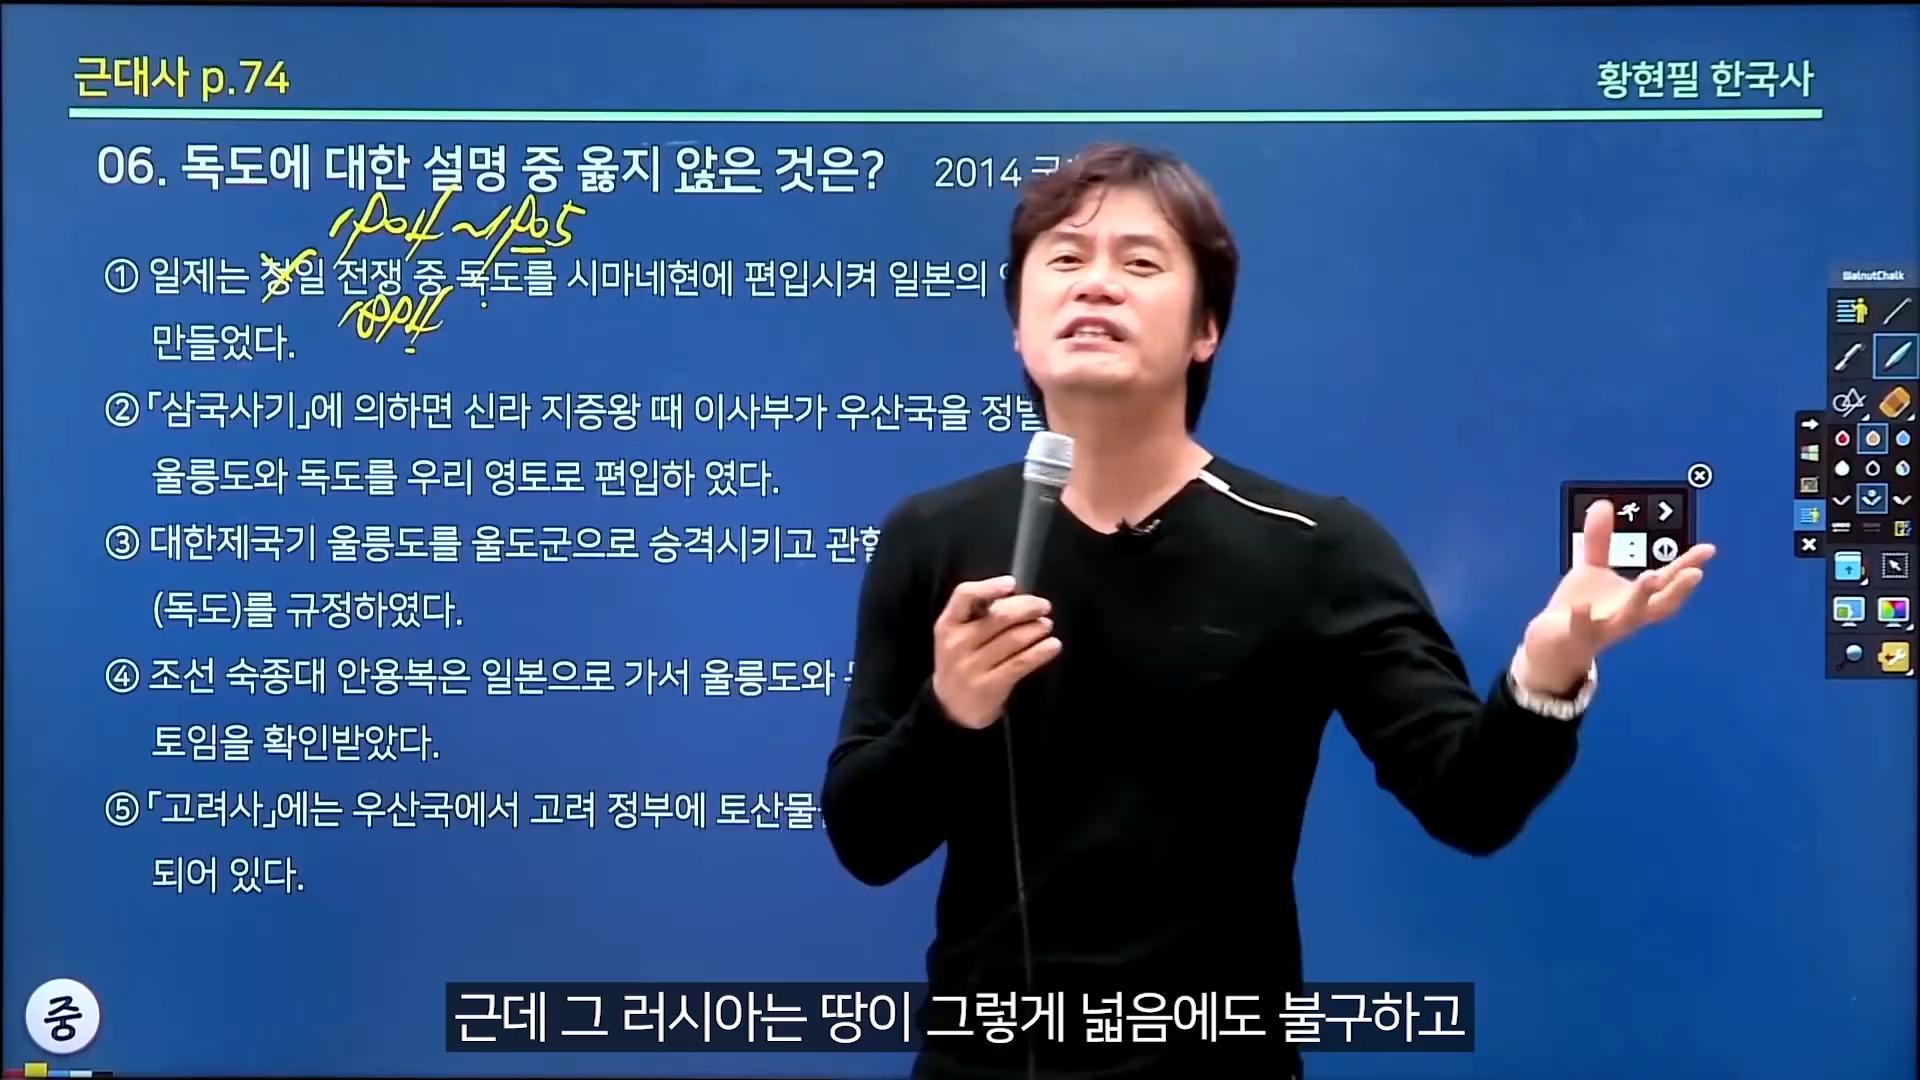 근대사 p.74
황현필 한국사
06. 독도에 대한 설명 중 옳지 않은 것은? 2014
1904~1905
① 일제는 청일 전쟁 중 독도를 시마네현에 편입시켜 일본의
1894
만들었다.
②「삼국사기」에 의하면 신라 지증왕 때 이사부가 우산국을
울릉도와 독도를 우리 영토로 편입하 였다.
③ 대한제국기 울릉도를 울도군으로 승격시키고
(독도)를 규정하였다.
④ 조선 숙종대 안용복은 일본으로 가서 울릉도와
토임을 확인받았다.
⑤「고려사」에는 우산국에서 고려 정부에 토산물
되어 있다.
WalnutChalk
중
근데 그 러시아는 땅이 그렇게 넓음에도 불구하고